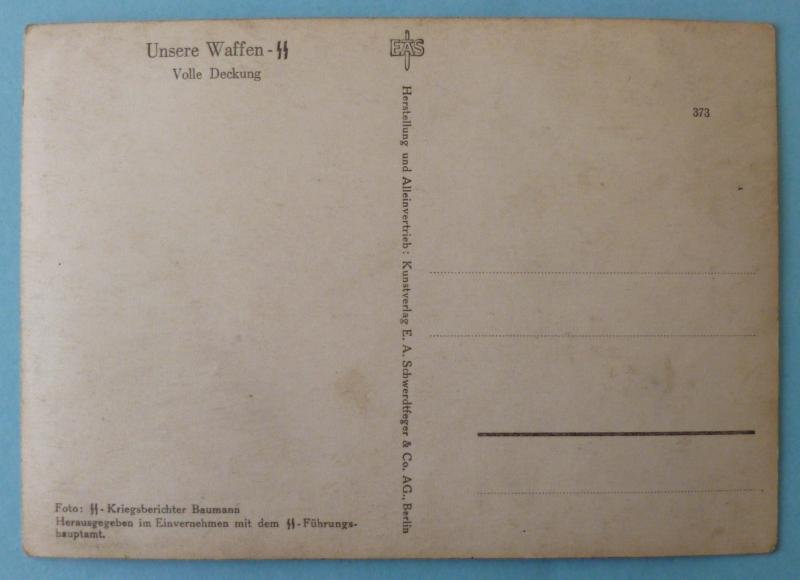 Unsere Waffen-ᛋᛋ
Volle Deckung
EAS
373
Herstellung und Alleinvertrieb: Kunstverlag E. A. Schwerdtfeger & Co. AG., Berlin
Foto: ᛋᛋ-Kriegsberichter Baumann
Herausgegeben im Einvernehmen mit dem ᛋᛋ-Führungs-
hauptamt.